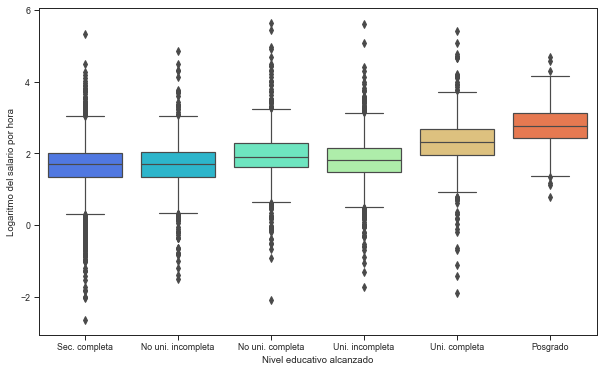 Logaritmo del salario por hora
6
4
2
0
−2
Sec. completa
No uni. incompleta
No uni. completa
Uni. incompleta
Uni. completa
Posgrado
Nivel educativo alcanzado